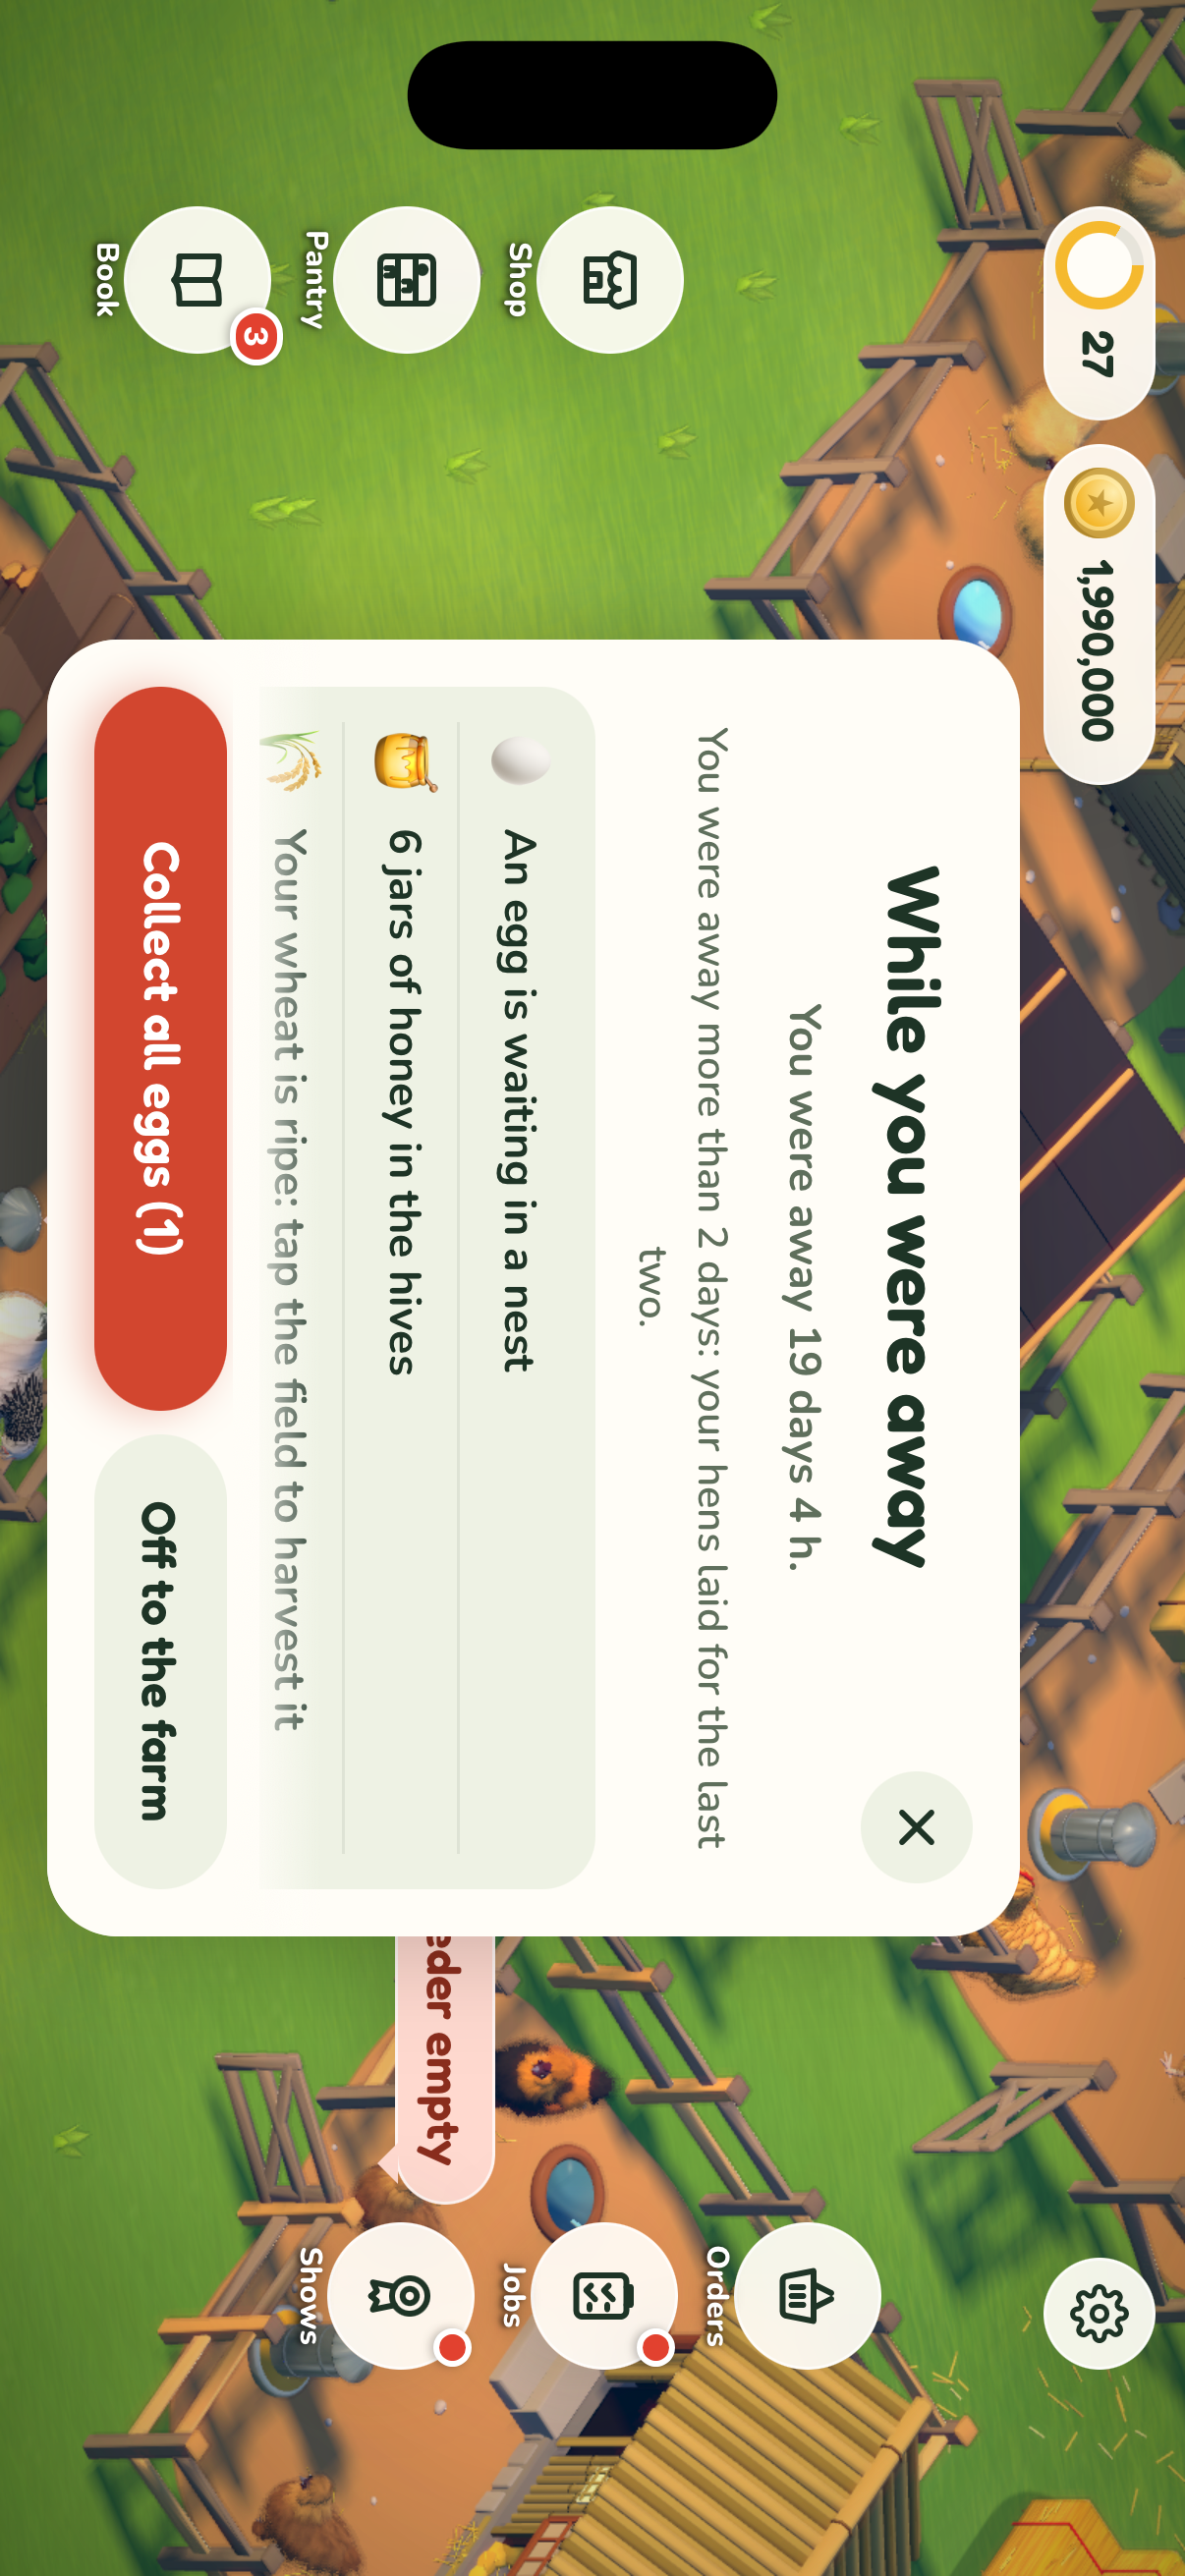 27
1,990,000
While you were away
You were away 19 days 4 h.
You were away more than 2 days: your hens laid for the last
two.
An egg is waiting in a nest
6 jars of honey in the hives
Your wheat is ripe: tap the field to harvest it
Collect all eggs (1)
Off to the farm
Shop
Pantry
Book
3
empty
Orders
Jobs
Shows